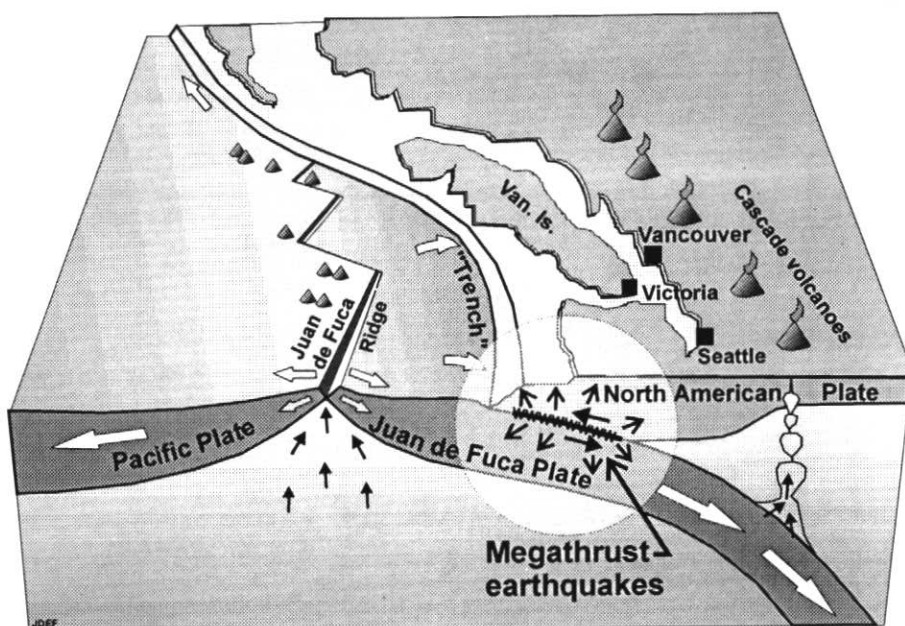 Van. Is.
Vancouver
Victoria
Seattle
Cascade volcanoes
"Trench"
Juan
de Fuca
Ridge
North American Plate
Pacific Plate
Juan de Fuca Plate
Megathrust
earthquakes
JDEF